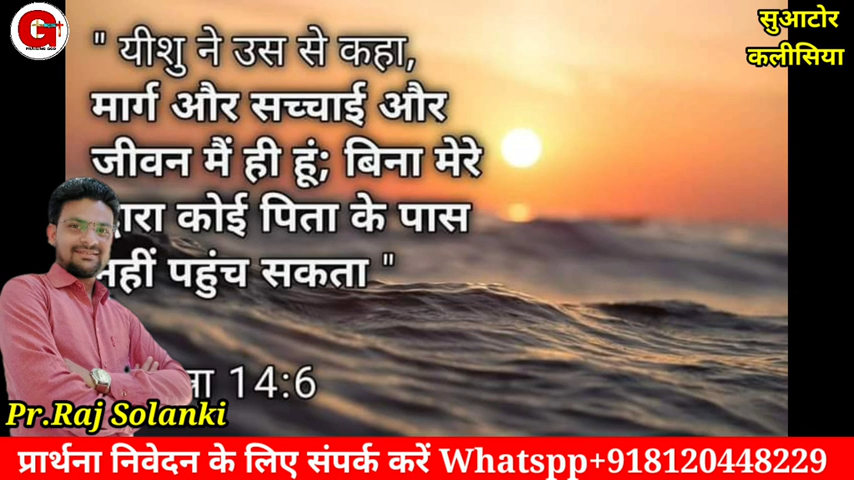 सुआटोर
कलीसिया
" यीशु ने उस से कहा,
मार्ग और सच्चाई और
जीवन मैं ही हूं; बिना मेरे
कोई पिता के पास
पहुंच सकता "
14:6
Pr.Raj Solanki
प्रार्थना निवेदन के लिए संपर्क करें Whatspp+918120448229